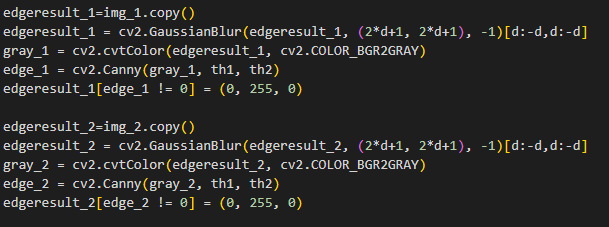 edgeresult_1=img_1.copy()
edgeresult_1 = cv2.GaussianBlur(edgeresult_1, (2*d+1, 2*d+1), -1)[d:-d,d:-d]
gray_1 = cv2.cvtColor(edgeresult_1, cv2.COLOR_BGR2GRAY)
edge_1 = cv2.Canny(gray_1, th1, th2)
edgeresult_1[edge_1 != 0] = (0, 255, 0)

edgeresult_2=img_2.copy()
edgeresult_2 = cv2.GaussianBlur(edgeresult_2, (2*d+1, 2*d+1), -1)[d:-d,d:-d]
gray_2 = cv2.cvtColor(edgeresult_2, cv2.COLOR_BGR2GRAY)
edge_2 = cv2.Canny(gray_2, th1, th2)
edgeresult_2[edge_2 != 0] = (0, 255, 0)